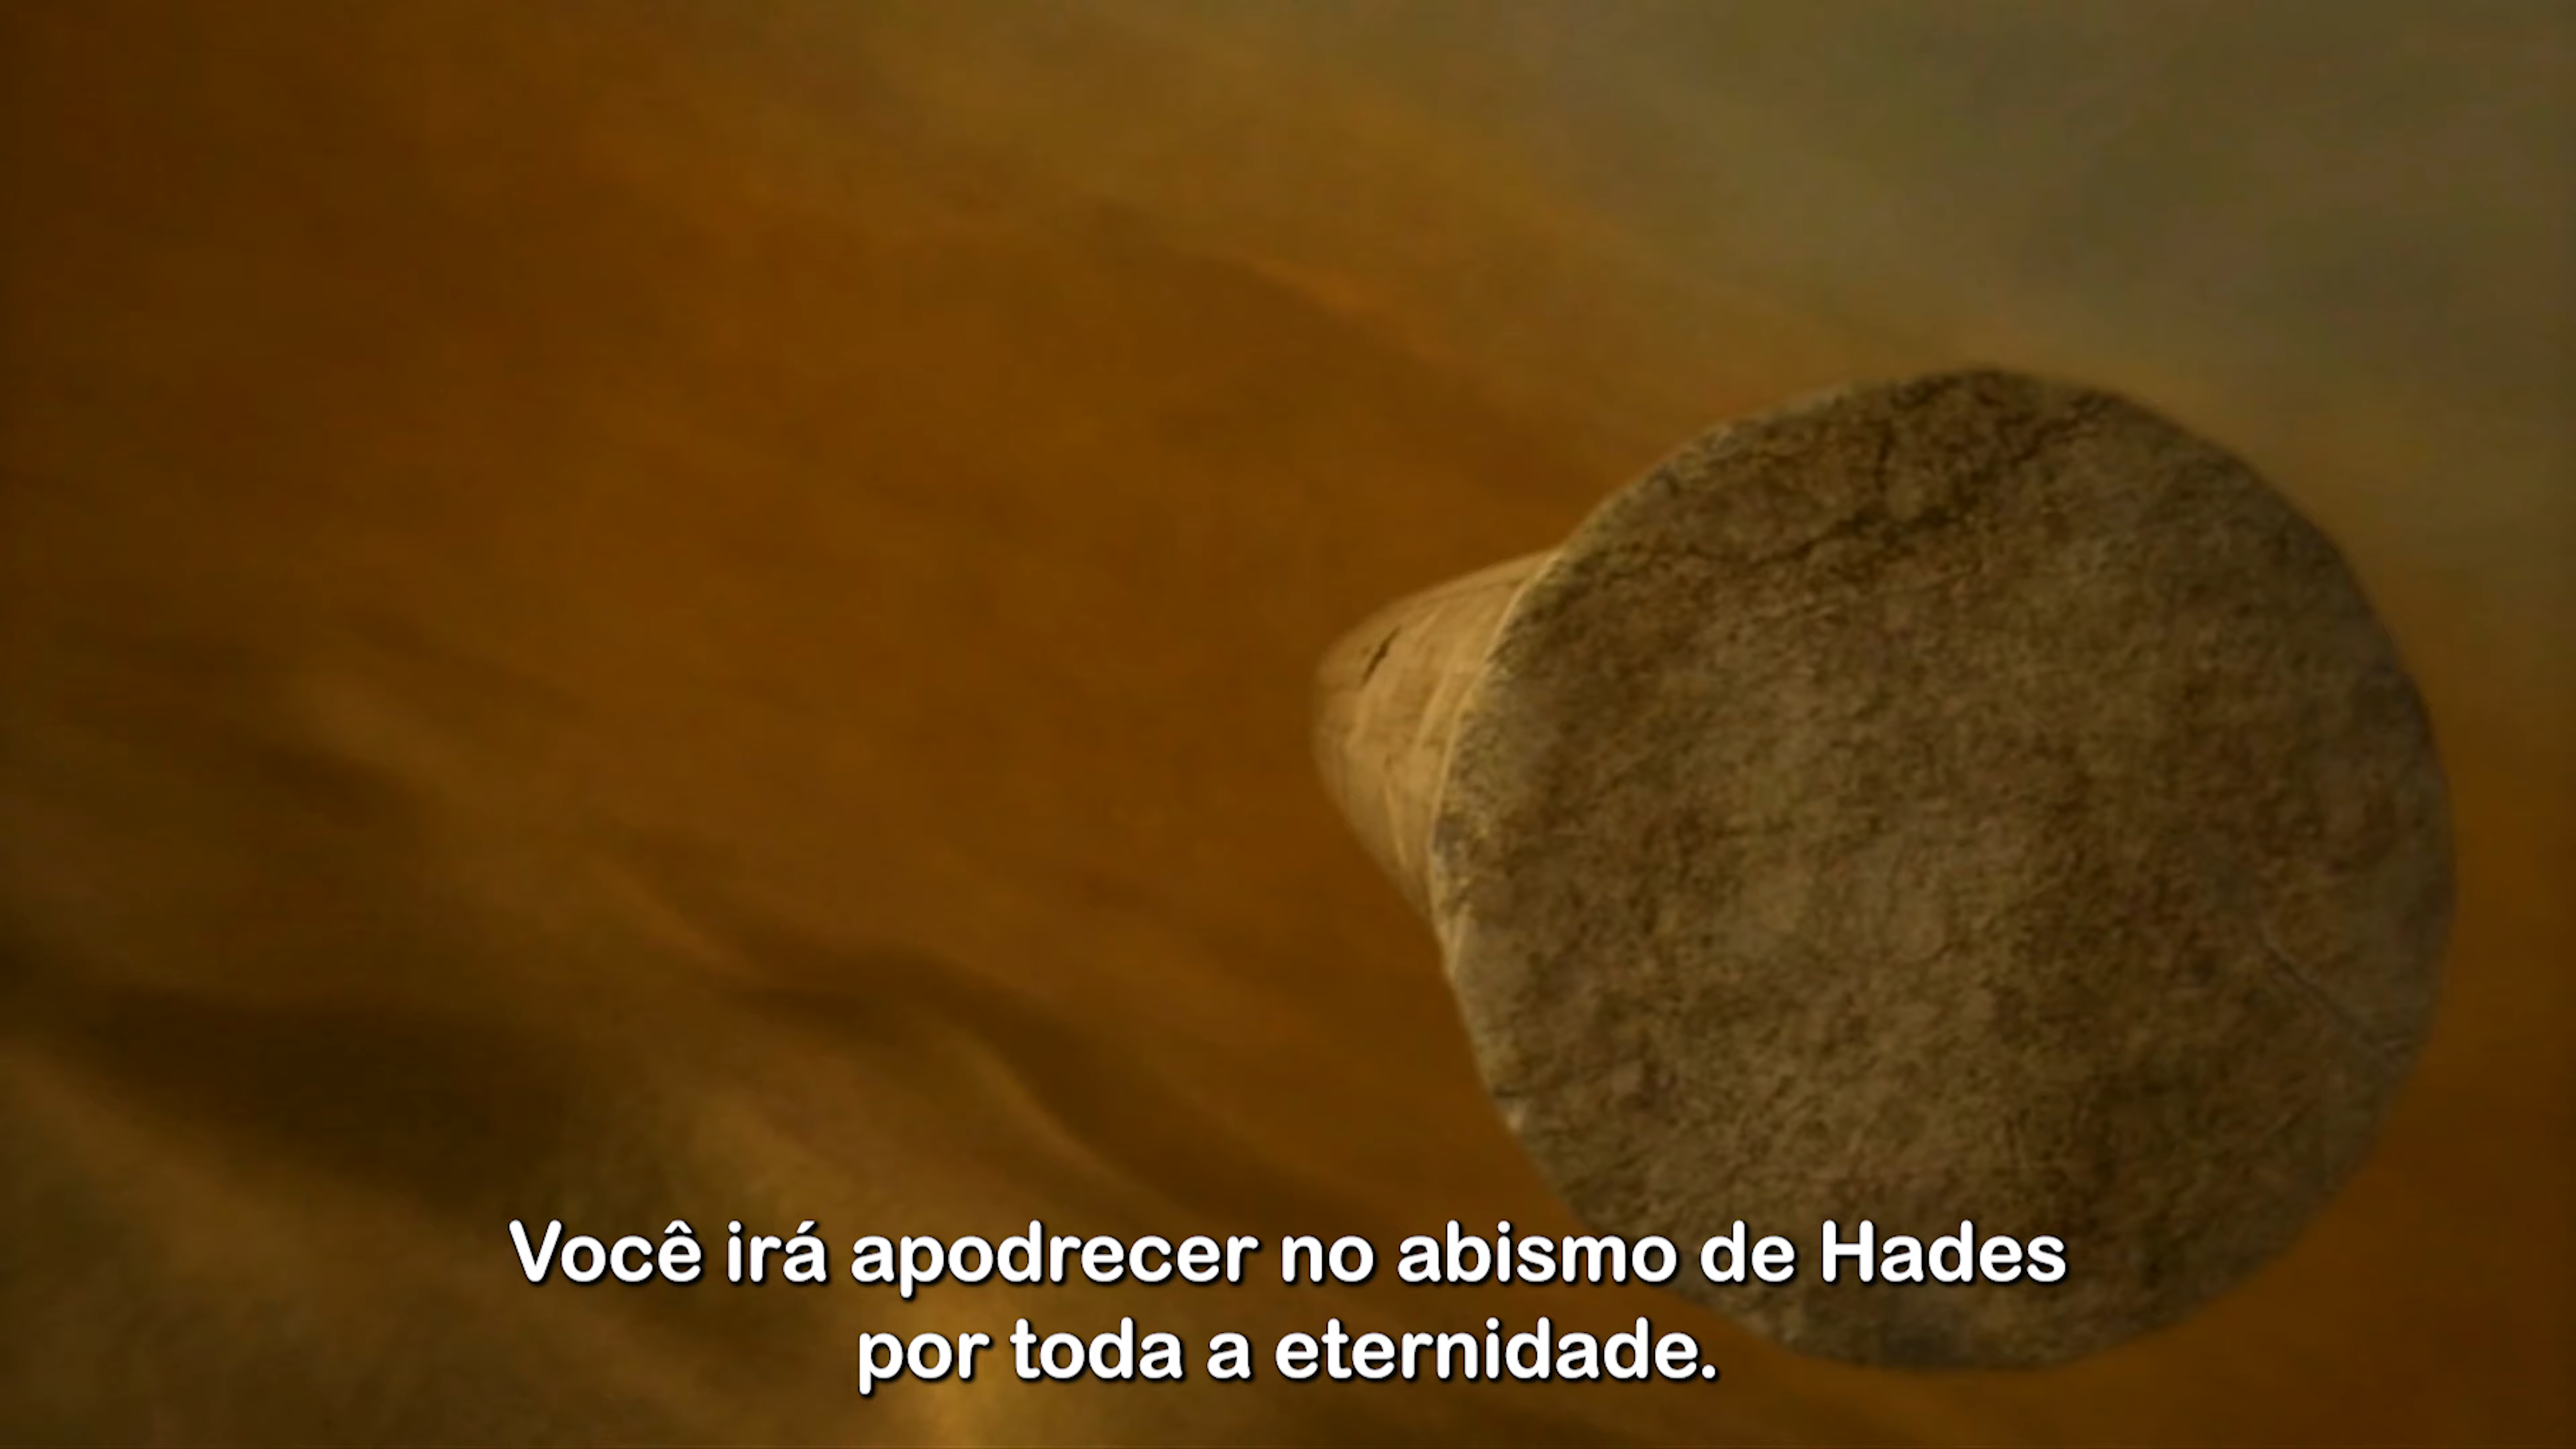 Você irá apodrecer no abismo de Hades
por toda a eternidade.